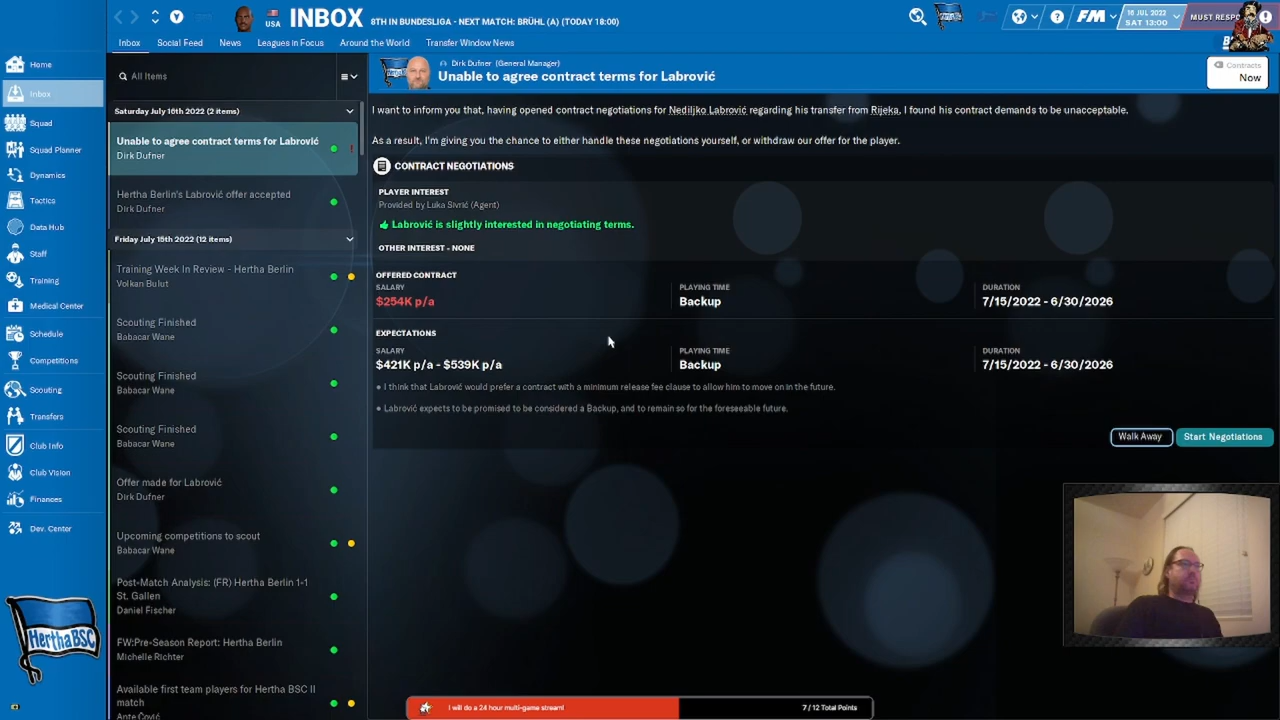 USA
INBOX
8TH IN BUNDESLIGA - NEXT MATCH: BRÜHL (A) (TODAY 18:00)
FM
16 JUL 2022
SAT 13:00
MUST RESPO
Inbox
Social Feed
News
Leagues in Focus
Around the World
Transfer Window News
Home
Inbox
Squad
Squad Planner
Dynamics
Tactics
Data Hub
Staff
Training
Medical Center
Schedule
Competitions
Scouting
Transfers
Club Info
Club Vision
Finances
Dev. Center
Hertha BSC
All Items
Saturday July 16th 2022 (2 items)
Unable to agree contract terms for Labrović
Dirk Dufner
Hertha Berlin's Labrović offer accepted
Dirk Dufner
Friday July 15th 2022 (12 items)
Training Week In Review - Hertha Berlin
Volkan Bulut
Scouting Finished
Babacar Wane
Scouting Finished
Babacar Wane
Scouting Finished
Babacar Wane
Offer made for Labrović
Dirk Dufner
Upcoming competitions to scout
Babacar Wane
Post-Match Analysis: (FR) Hertha Berlin 1-1
St. Gallen
Daniel Fischer
FW:Pre-Season Report: Hertha Berlin
Michelle Richter
Available first team players for Hertha BSC II
match
Ante Čović
Dirk Dufner (General Manager)
Unable to agree contract terms for Labrović
Contracts
Now
I want to inform you that, having opened contract negotiations for Nediljko Labrović regarding his transfer from Rijeka, I found his contract demands to be unacceptable.
As a result, I'm giving you the chance to either handle these negotiations yourself, or withdraw our offer for the player.
CONTRACT NEGOTIATIONS
PLAYER INTEREST
Provided by Luka Sivrić (Agent)
Labrović is slightly interested in negotiating terms.
OTHER INTEREST - NONE
OFFERED CONTRACT
SALARY
$254K p/a
PLAYING TIME
Backup
DURATION
7/15/2022 - 6/30/2026
EXPECTATIONS
SALARY
$421K p/a - $539K p/a
PLAYING TIME
Backup
DURATION
7/15/2022 - 6/30/2026
• I think that Labrović would prefer a contract with a minimum release fee clause to allow him to move on in the future.
• Labrović expects to be promised to be considered a Backup, and to remain so for the foreseeable future.
Walk Away
Start Negotiations
I will do a 24 hour multi-game stream!
7 / 12 Total Points